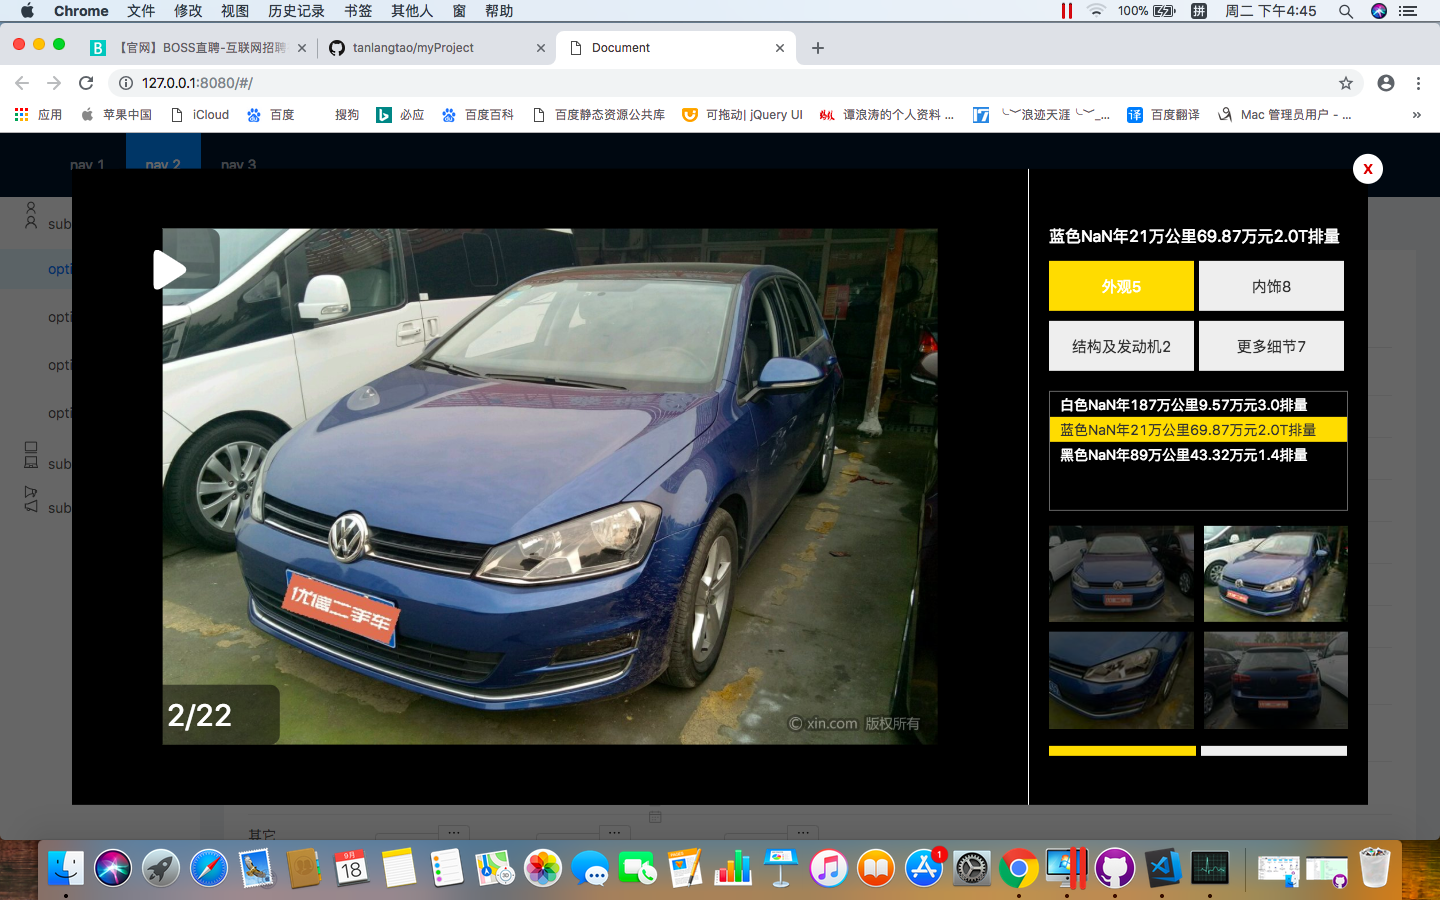 Chrome 文件 修改 视图 历史记录 书签 其他人 窗 帮助 100% 拼 周二 下午4:45
【官网】BOSS直聘-互联网招聘 tanlangtao/myProject Document
127.0.0.1:8080/#/
应用 苹果中国 iCloud 百度 搜狗 必应 百度百科 百度静态资源公共库 可拖动| jQuery UI 谭浪涛的个人资料 ... ╰︶浪迹天涯╰︶_... 译 百度翻译 Mac 管理员用户 - ... »
nav 1 nav 2 nav 3
X
sub
opti
opti
opti
opti
sub
sub
蓝色NaN年21万公里69.87万元2.0T排量
外观5 内饰8
结构及发动机2 更多细节7
白色NaN年187万公里9.57万元3.0排量
蓝色NaN年21万公里69.87万元2.0T排量
黑色NaN年89万公里43.32万元1.4排量
优信二手车
2/22
© xin.com 版权所有
其它 ... ... ...
9月
18
1